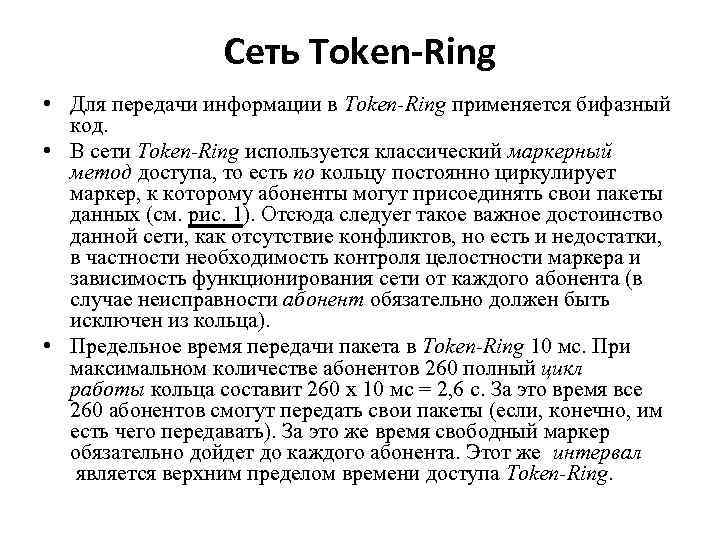 Сеть Token-Ring
• Для передачи информации в Token-Ring применяется бифазный
код.
• В сети Token-Ring используется классический маркерный
метод доступа, то есть по кольцу постоянно циркулирует
маркер, к которому абоненты могут присоединять свои пакеты
данных (см. рис. 1). Отсюда следует такое важное достоинство
данной сети, как отсутствие конфликтов, но есть и недостатки,
в частности необходимость контроля целостности маркера и
зависимость функционирования сети от каждого абонента (в
случае неисправности абонент обязательно должен быть
исключен из кольца).
• Предельное время передачи пакета в Token-Ring 10 мс. При
максимальном количестве абонентов 260 полный цикл
работы кольца составит 260 x 10 мс = 2,6 с. За это время все
260 абонентов смогут передать свои пакеты (если, конечно, им
есть чего передавать). За это же время свободный маркер
обязательно дойдет до каждого абонента. Этот же интервал
является верхним пределом времени доступа Token-Ring.